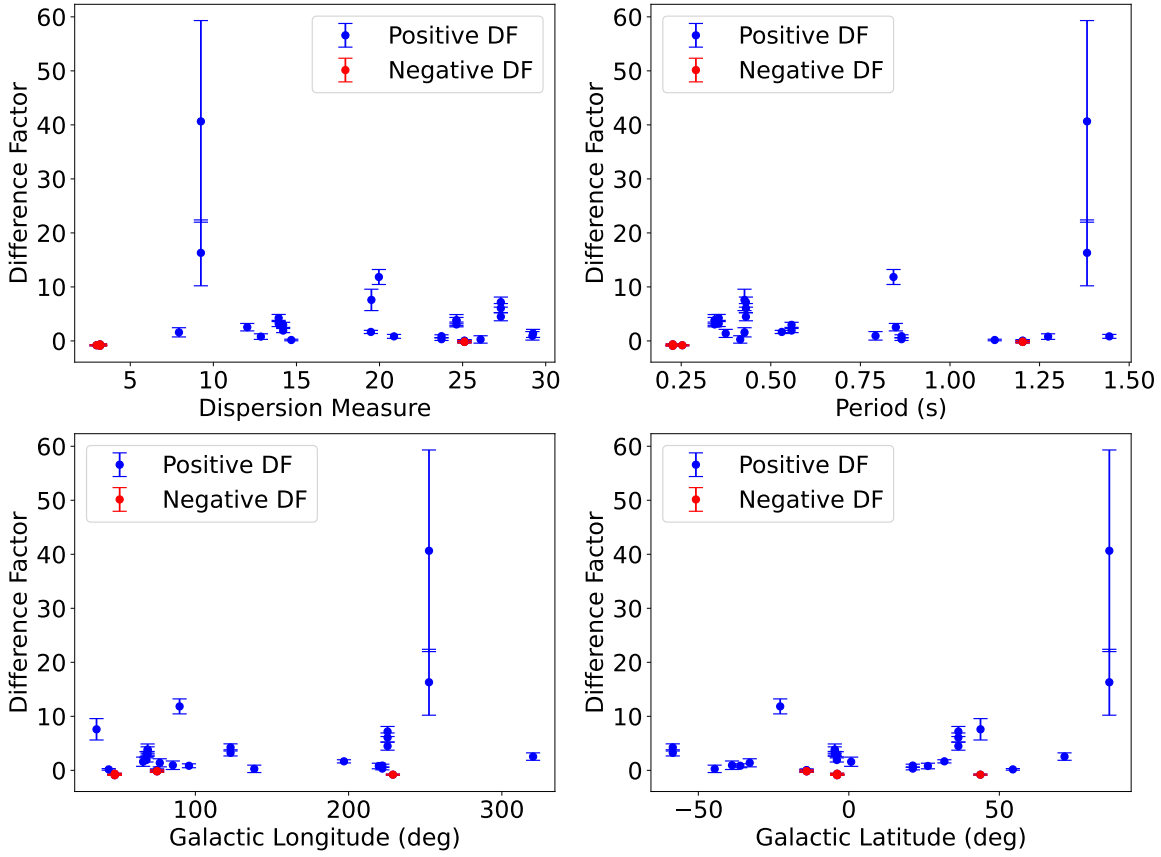 60
50
40
30
20
10
0
Difference Factor
Positive DF
Negative DF
5
10
15
20
25
30
Dispersion Measure
60
50
40
30
20
10
0
Difference Factor
Positive DF
Negative DF
0.25
0.50
0.75
1.00
1.25
1.50
Period (s)
60
50
40
30
20
10
0
Difference Factor
Positive DF
Negative DF
100
200
300
Galactic Longitude (deg)
60
50
40
30
20
10
0
Difference Factor
Positive DF
Negative DF
−50
0
50
Galactic Latitude (deg)